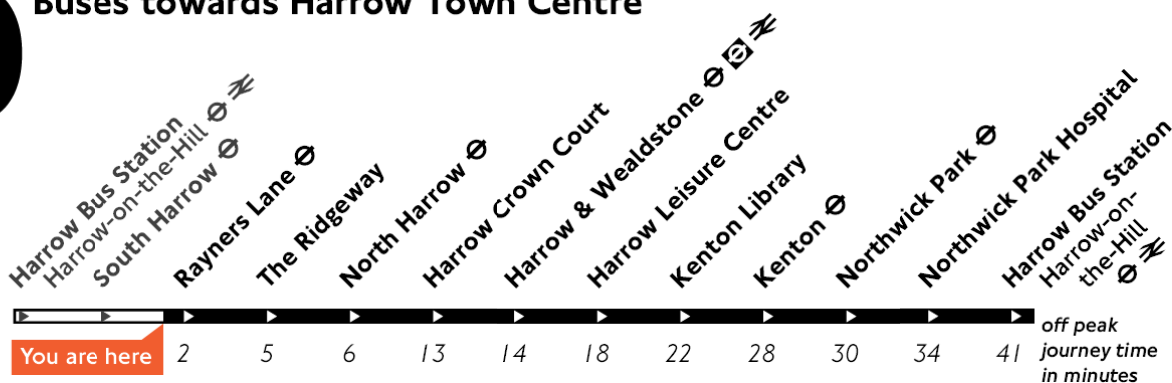 Buses towards Harrow Town Centre
Harrow Bus Station
Harrow-on-the-Hill
South Harrow
Rayners Lane
The Ridgeway
North Harrow
Harrow Crown Court
Harrow & Wealdstone
Harrow Leisure Centre
Kenton Library
Kenton
Northwick Park
Northwick Park Hospital
Harrow Bus Station
Harrow-on-
the-Hill
You are here 2 5 6 13 14 18 22 28 30 34 41
off peak
journey time
in minutes